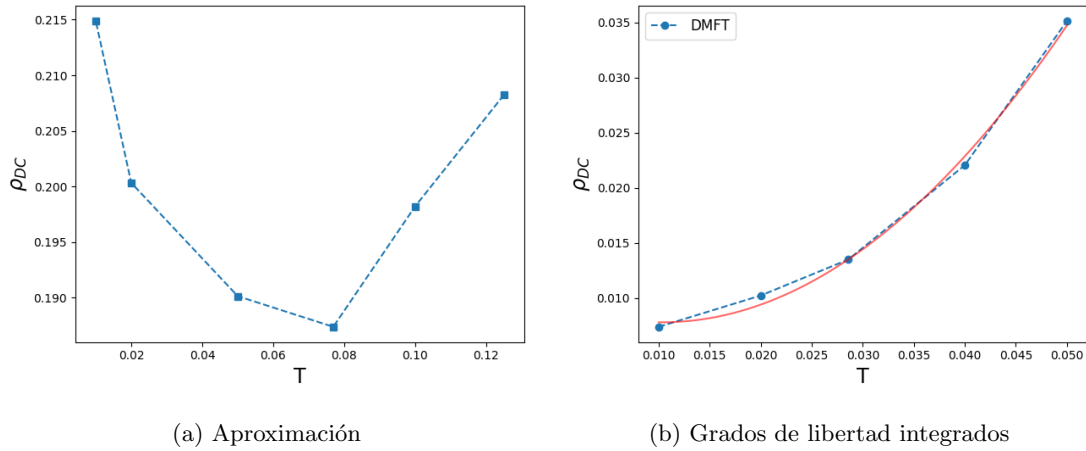 0.215
0.210
0.205
0.200
0.195
0.190
ρDC
0.02 0.04 0.06 0.08 0.10 0.12
T
(a) Aproximación
DMFT
0.035
0.030
0.025
0.020
0.015
0.010
ρDC
0.010 0.015 0.020 0.025 0.030 0.035 0.040 0.045 0.050
T
(b) Grados de libertad integrados